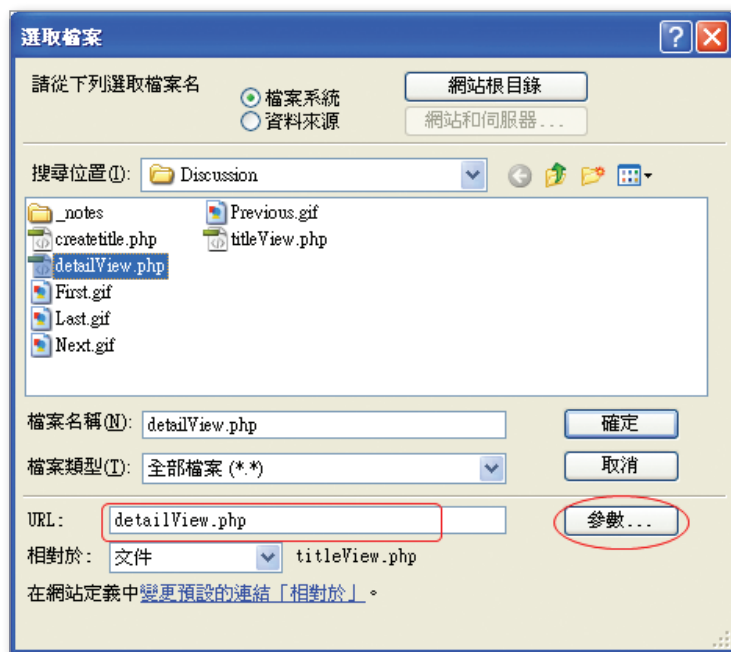 選取檔案
請從下列選取檔案名
檔案系統
資料來源
網站根目錄
網站和伺服器...
搜尋位置(I):
Discussion
_notes
createtitle.php
detailView.php
First.gif
Last.gif
Next.gif
Previous.gif
titleView.php
檔案名稱(N): detailView.php
確定
檔案類型(T): 全部檔案 (*.*)
取消
URL: detailView.php
參數...
相對於: 文件 titleView.php
在網站定義中變更預設的連結「相對於」。